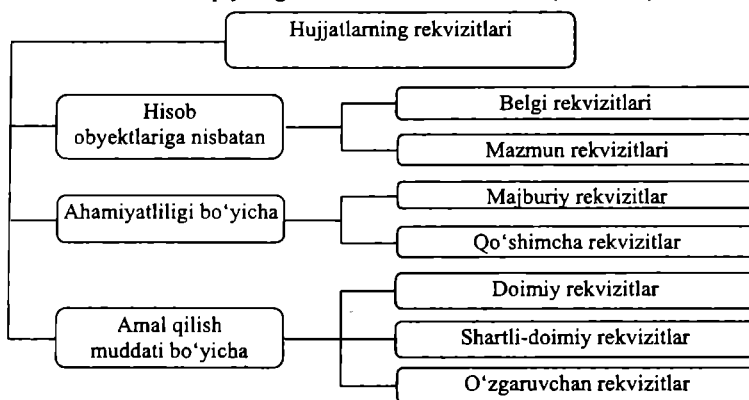 Hujjatlarning rekvizitlari
Hisob
obyektlariga nisbatan
Belgi rekvizitlari
Mazmun rekvizitlari
Ahamiyatliligi bo‘yicha
Majburiy rekvizitlar
Qo‘shimcha rekvizitlar
Amal qilish
muddati bo‘yicha
Doimiy rekvizitlar
Shartli-doimiy rekvizitlar
O‘zgaruvchan rekvizitlar